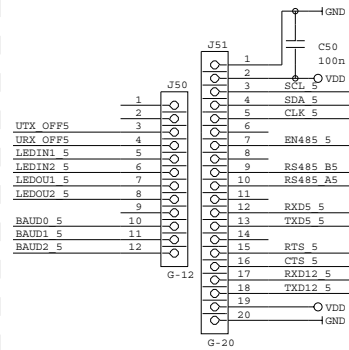 GND
C50
100n
VDD
J51
1
2
3 SCL_5
4 SDA_5
5 CLK_5
6
7 EN485_5
8
9 RS485_B5
10 RS485_A5
11
12 RXD5_5
13 TXD5_5
14
15 RTS_5
16 CTS_5
17 RXD12_5
18 TXD12_5
19 VDD
20 GND
G-20
J50
1
2
UTX_OFF5 3
URX_OFF5 4
LEDIN1_5 5
LEDIN2_5 6
LEDOU1_5 7
LEDOU2_5 8
9
BAUD0_5 10
BAUD1_5 11
BAUD2_5 12
G-12